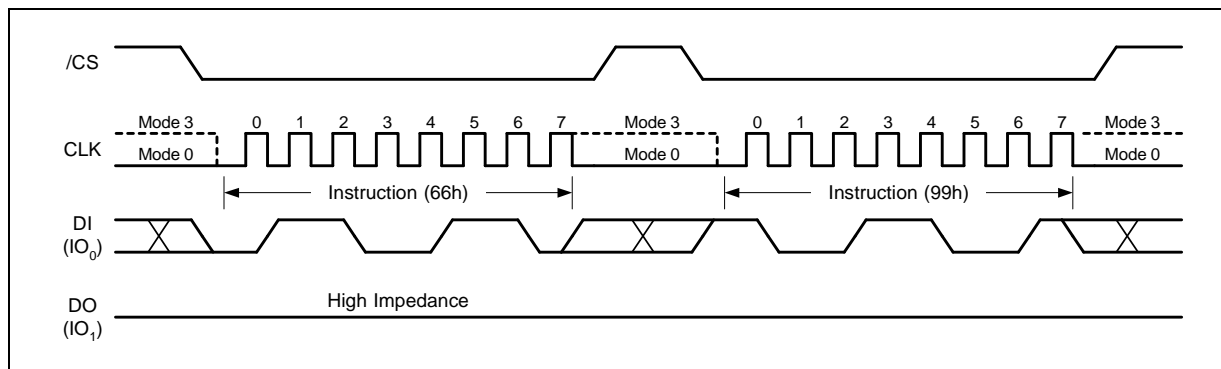 /CS
Mode 3 0 1 2 3 4 5 6 7 Mode 3 0 1 2 3 4 5 6 7 Mode 3
CLK
Mode 0 Mode 0 Mode 0
Instruction (66h) Instruction (99h)
DI
(IO0)
High Impedance
DO
(IO1)